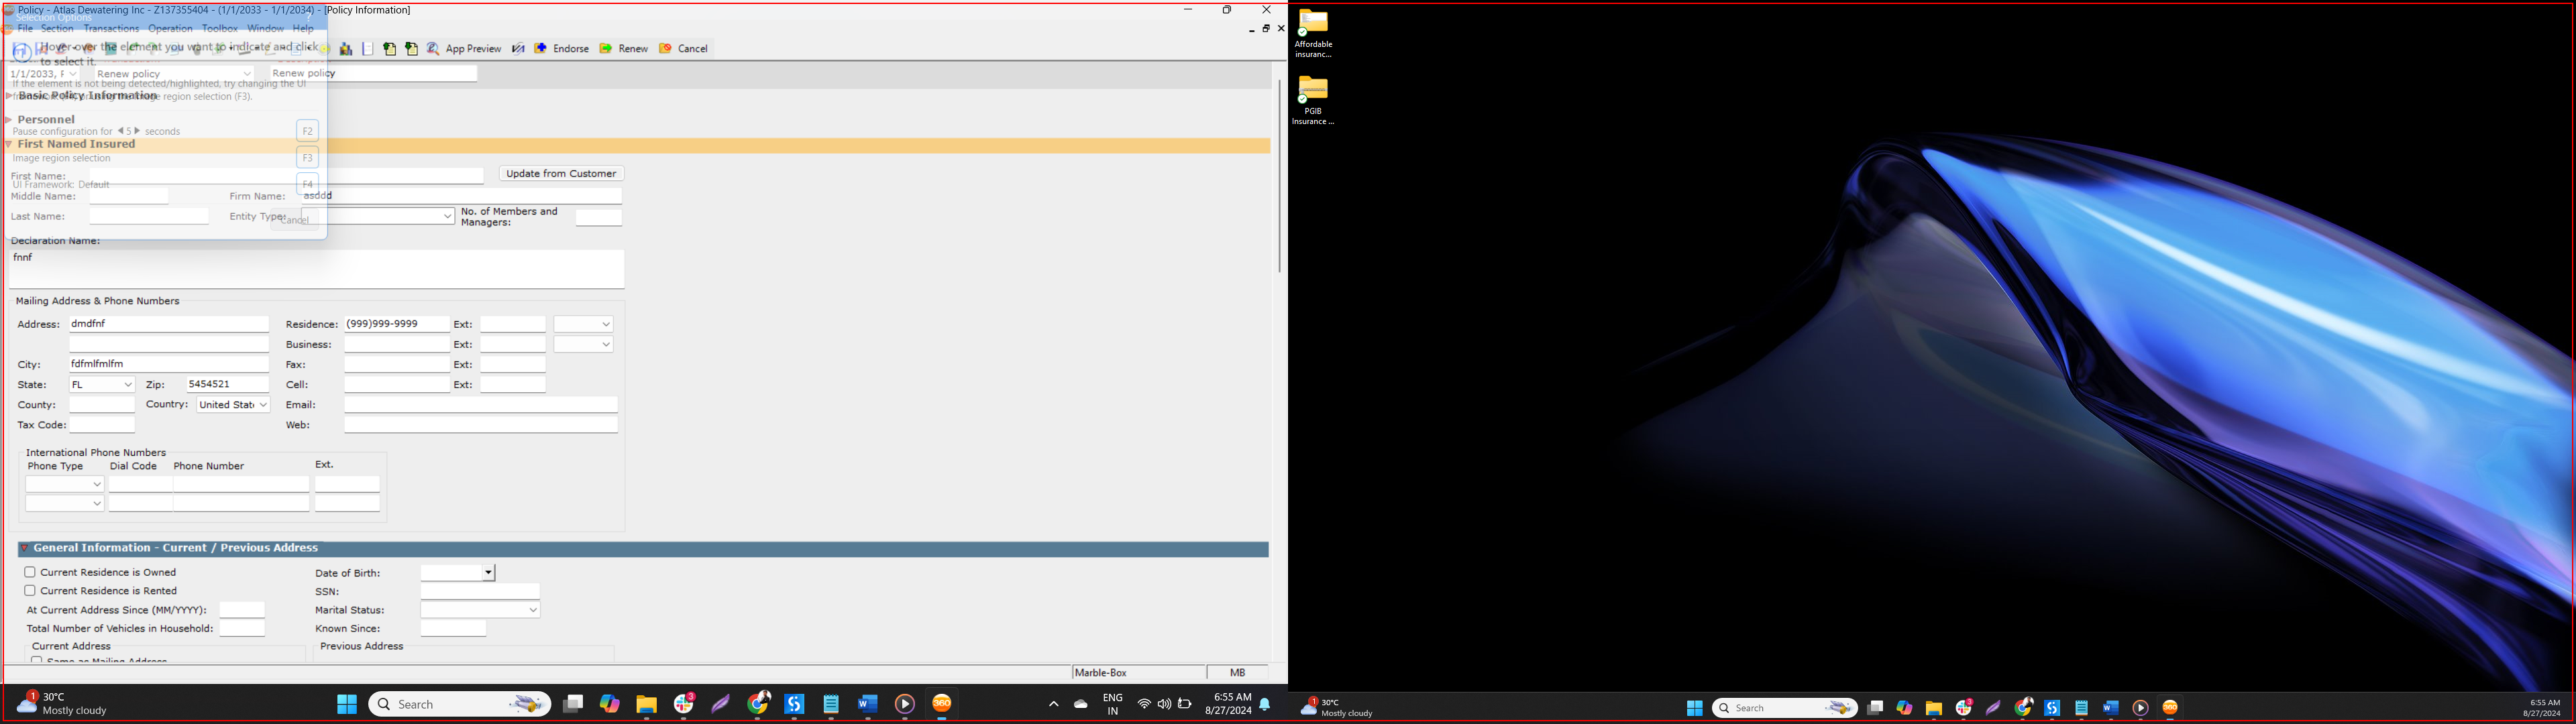 Policy - Atlas Dewatering Inc - Z137355404 - (1/1/2033 - 1/1/2034) - [Policy Information]
Selection Options
File Section Transactions Operation Toolbox Window Help
Hover over the element you want to indicate and click to select it.
App Preview Endorse Renew Cancel
1/1/2033, F Renew policy Renew policy
If the element is not being detected/highlighted, try changing the UI
image region selection (F3).
Basic Policy Information
Personnel
Pause configuration for 5 seconds F2
First Named Insured
Image region selection F3
First Name: Update from Customer
UI Framework: Default F4
Middle Name: Firm Name: asddd
Last Name: Entity Type: No. of Members and Managers:
Cancel
Declaration Name:
fnnf
Mailing Address & Phone Numbers
Address: dmdfnf Residence: (999)999-9999 Ext:
Business: Ext:
City: fdfmlfmlfm Fax: Ext:
State: FL Zip: 5454521 Cell: Ext:
County: Country: United State Email:
Tax Code: Web:
International Phone Numbers
Phone Type Dial Code Phone Number Ext.
General Information - Current / Previous Address
Current Residence is Owned Date of Birth:
Current Residence is Rented SSN:
At Current Address Since (MM/YYYY): Marital Status:
Total Number of Vehicles in Household: Known Since:
Current Address Previous Address
Same as Mailing Address
Marble-Box MB
1 30°C Mostly cloudy Search 3 360 ENG IN 6:55 AM 8/27/2024
Affordable insuranc...
PGIB Insurance ...
1 30°C Mostly cloudy Search 3 360 6:55 AM 8/27/2024